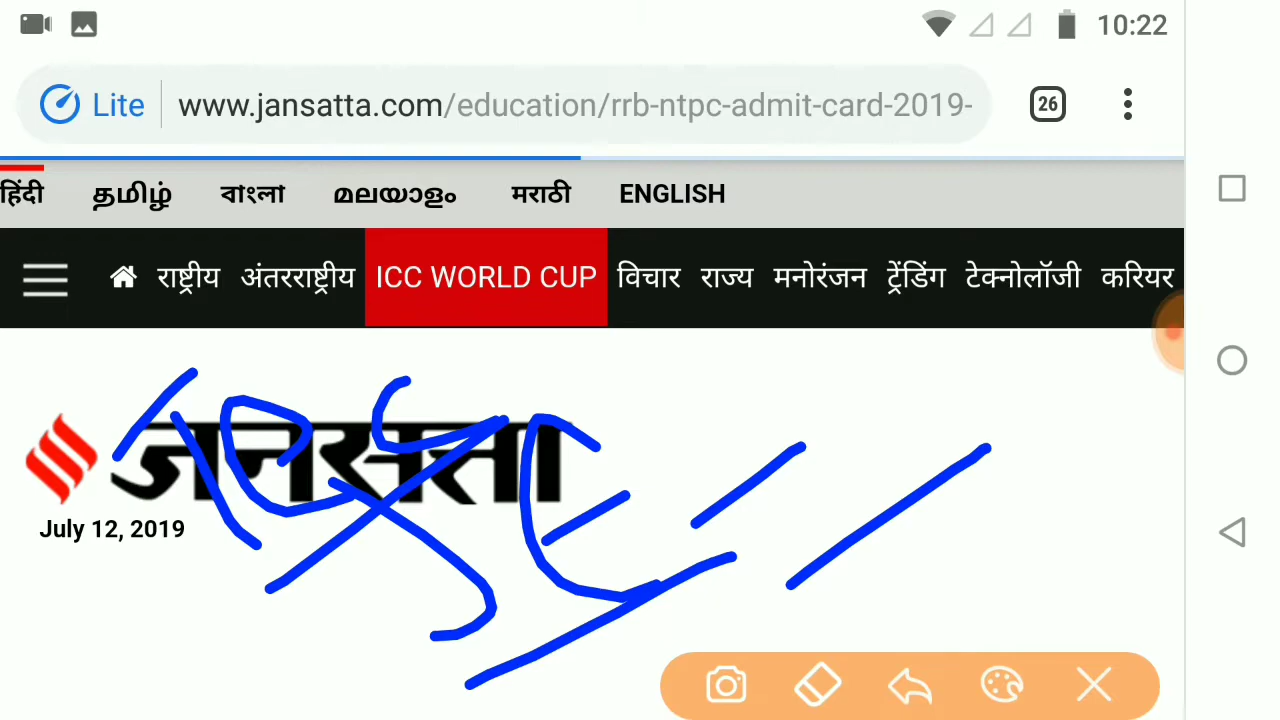 10:22
Lite www.jansatta.com/education/rrb-ntpc-admit-card-2019- 26
हिंदी தமிழ் বাংলা മലയാളം मराठी ENGLISH
राष्ट्रीय अंतरराष्ट्रीय ICC WORLD CUP विचार राज्य मनोरंजन ट्रेंडिंग टेक्नोलॉजी करियर
जनसत्ता
July 12, 2019